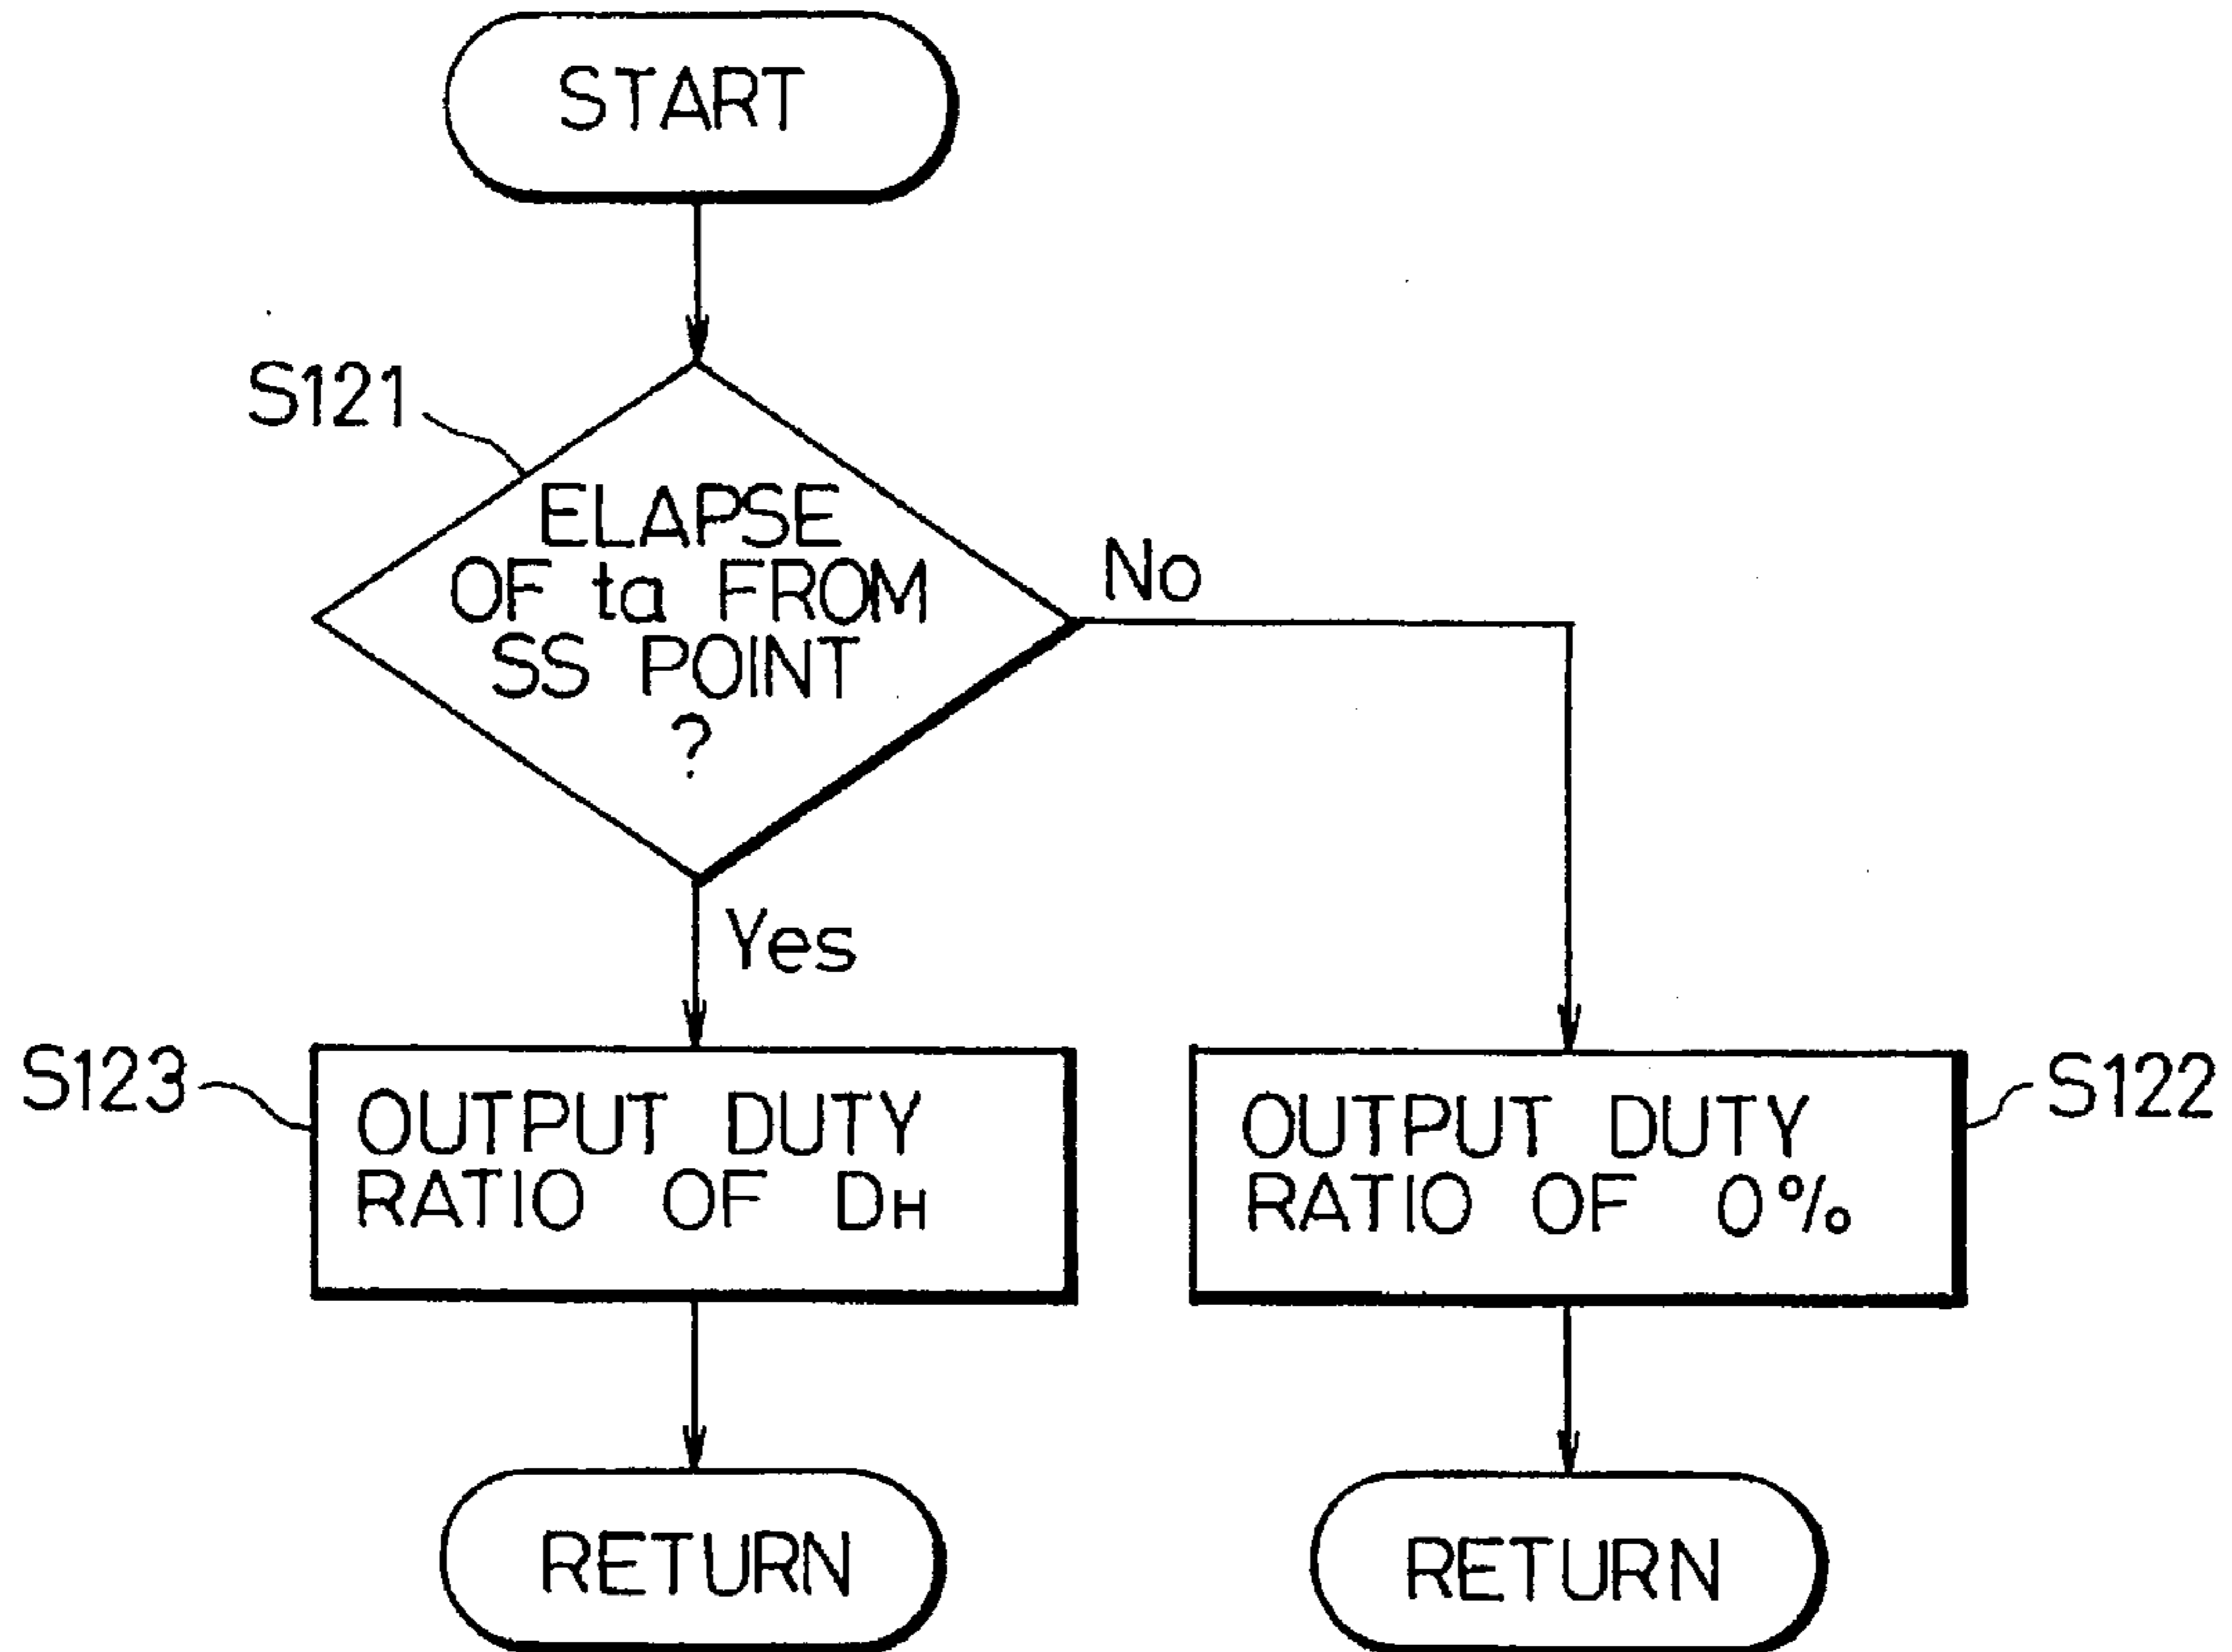 START
S121
ELAPSE
OF ta FROM
SS POINT
?
No
Yes
S123
OUTPUT DUTY
RATIO OF DH
S122
OUTPUT DUTY
RATIO OF 0%
RETURN
RETURN